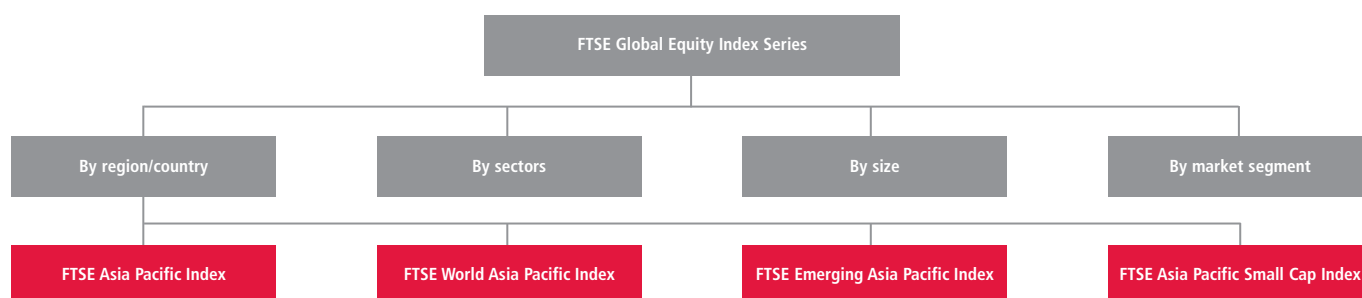 FTSE Global Equity Index Series
By region/country
By sectors
By size
By market segment
FTSE Asia Pacific Index
FTSE World Asia Pacific Index
FTSE Emerging Asia Pacific Index
FTSE Asia Pacific Small Cap Index